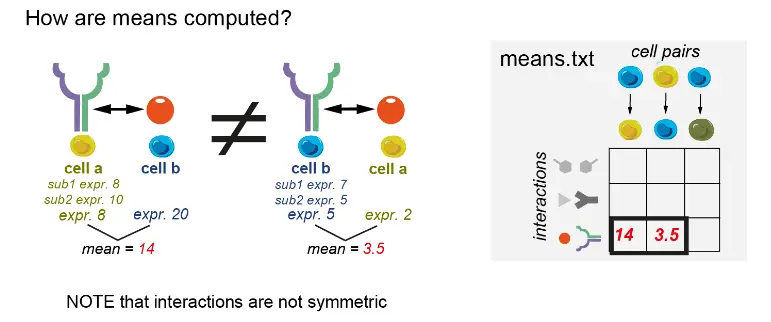 How are means computed?
cell a
sub1 expr. 8
sub2 expr. 10
expr. 8
cell b
expr. 20
mean = 14
≠
cell b
sub1 expr. 7
sub2 expr. 5
expr. 5
cell a
expr. 2
mean = 3.5
NOTE that interactions are not symmetric
means.txt
cell pairs
interactions
14 3.5